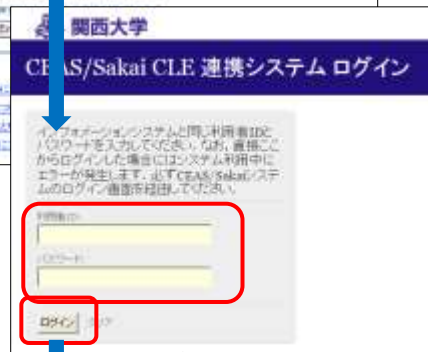 関西大学
CEAS/Sakai CLE 連携システム ログイン
インフォメーションシステムと同じ利用者IDと
パスワードを入力してください。なお、直接ここ
からログインした場合にはシステム利用中に
エラーが発生します。必ずCEAS/Sakaiシステ
ムのログイン画面を経由してください。
利用者ID:
パスワード:
ログイン